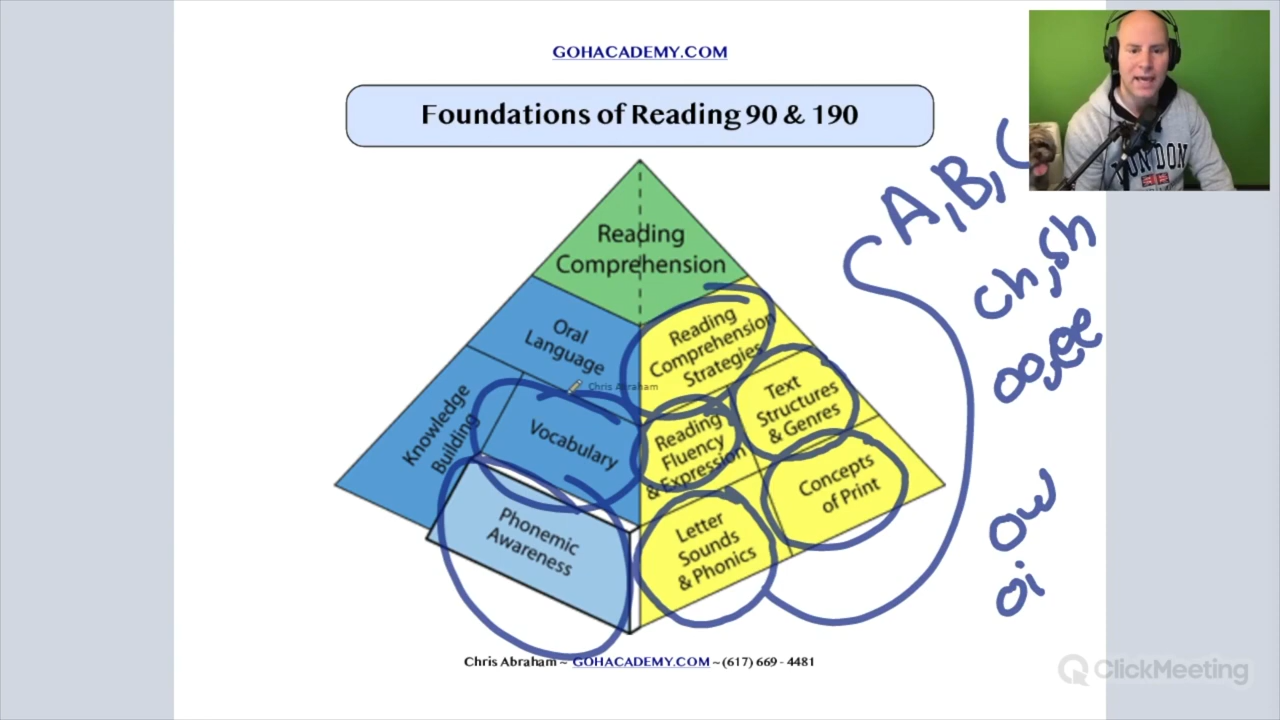 GOHACADEMY.COM
Foundations of Reading 90 & 190
LONDON
A, B, C
ch, sh
oo, ee
ow
oi
Reading
Comprehension
Oral
Language
Reading
Comprehension
Strategies
Chris Abraham
Knowledge
Building
Vocabulary
Reading
Fluency
& Expression
Text
Structures
& Genres
Phonemic
Awareness
Letter
Sounds
& Phonics
Concepts
of Print
Chris Abraham ~ GOHACADEMY.COM ~ (617) 669 - 4481
ClickMeeting